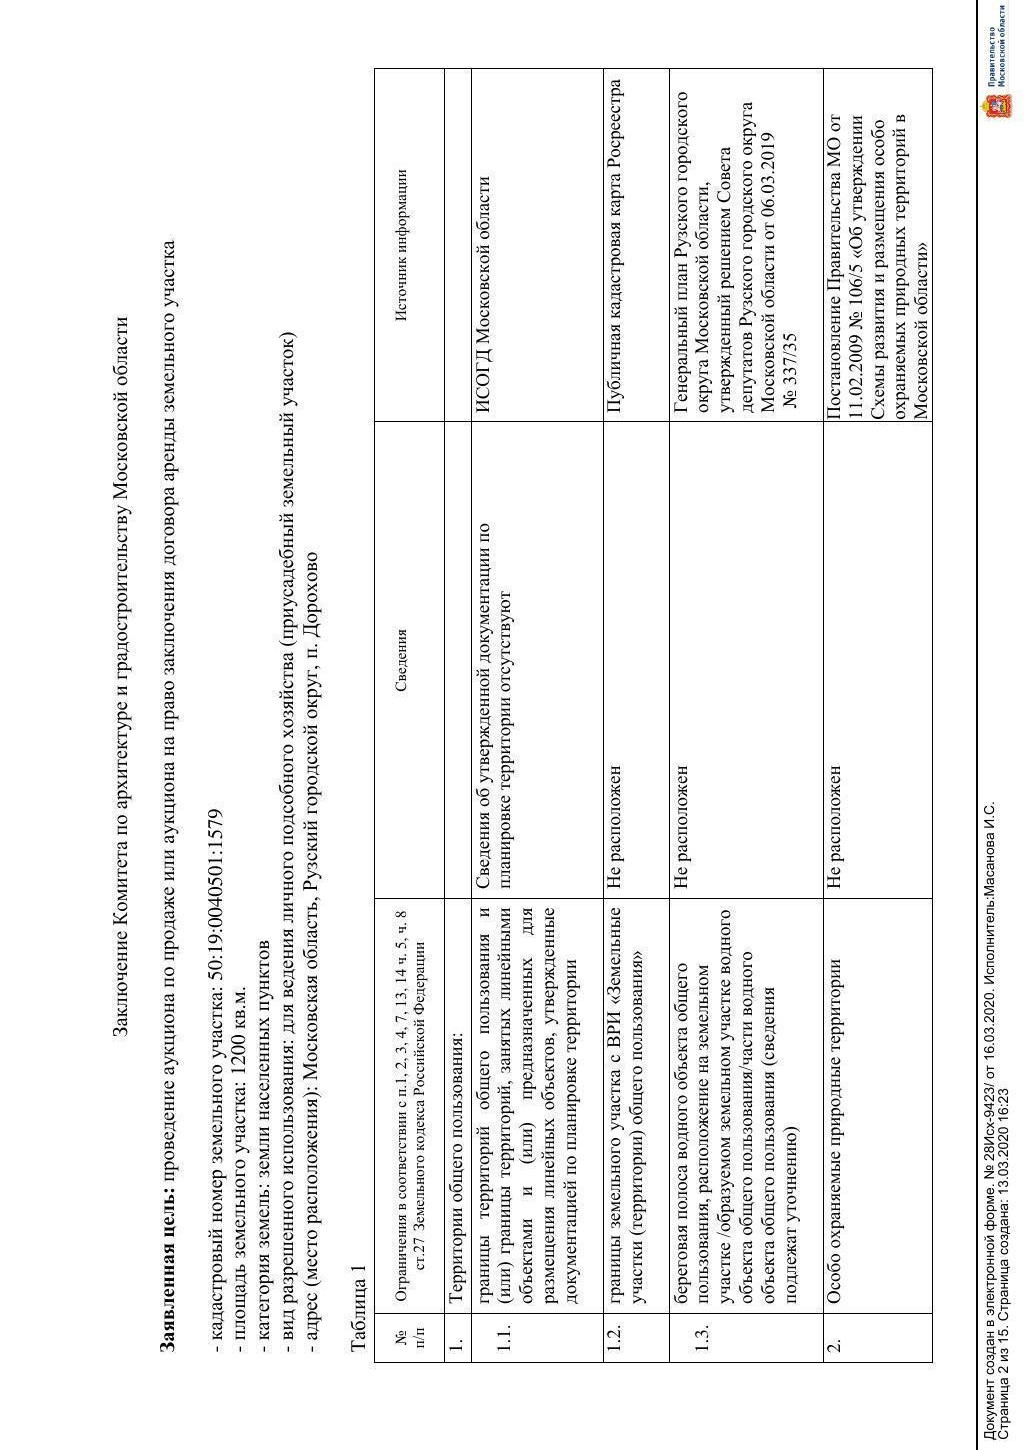 Заключение Комитета по архитектуре и градостроительству Московской области
Заявленная цель: проведение аукциона по продаже или аукциона на право заключения договора аренды земельного участка
- кадастровый номер земельного участка: 50:19:0040501:1579
- площадь земельного участка: 1200 кв.м.
- категория земель: земли населенных пунктов
- вид разрешенного использования: для ведения личного подсобного хозяйства (приусадебный земельный участок)
- адрес (место расположения): Московская область, Рузский городской округ, п. Дорохово
Таблица 1
№
п/п
Ограничения в соответствии с п.1, 2, 3, 4, 7, 13, 14 ч. 5, ч. 8
ст.27 Земельного кодекса Российской Федерации
Сведения
Источник информации
1.
Территории общего пользования:
1.1.
границы территорий общего пользования и
(или) границы территорий, занятых линейными
объектами и (или) предназначенных для
размещения линейных объектов, утвержденные
документацией по планировке территории
Сведения об утвержденной документации по
планировке территории отсутствуют
ИСОГД Московской области
1.2.
границы земельного участка с ВРИ «Земельные
участки (территории) общего пользования»
Не расположен
Публичная кадастровая карта Росреестра
1.3.
береговая полоса водного объекта общего
пользования, расположение на земельном
участке /образуемом земельном участке водного
объекта общего пользования/части водного
объекта общего пользования (сведения
подлежат уточнению)
Не расположен
Генеральный план Рузского городского
округа Московской области,
утвержденный решением Совета
депутатов Рузского городского округа
Московской области от 06.03.2019
№ 337/35
2.
Особо охраняемые природные территории
Не расположен
Постановление Правительства МО от
11.02.2009 № 106/5 «Об утверждении
Схемы развития и размещения особо
охраняемых природных территорий в
Московской области»
Документ создан в электронной форме. № 28Исх-9423/ от 16.03.2020. Исполнитель:Масанова И.С.
Страница 2 из 15. Страница создана: 13.03.2020 16:23
Правительство
Московской области